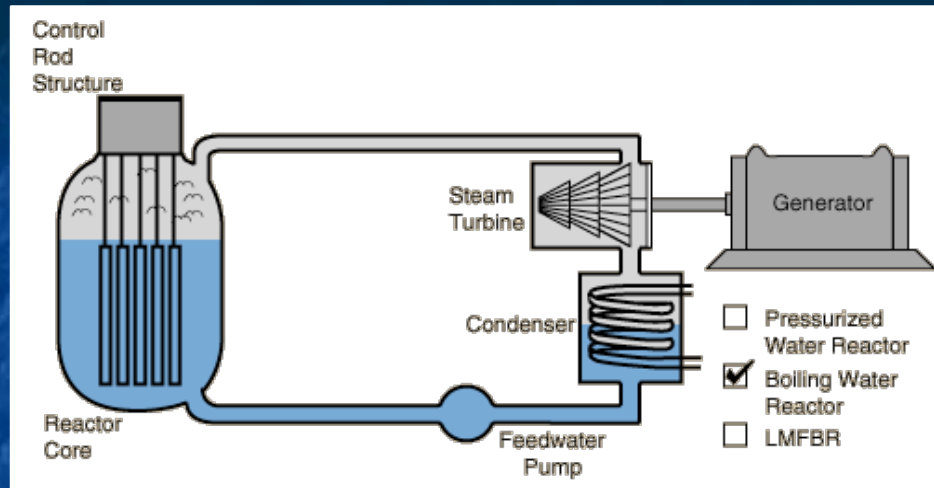 Control
Rod
Structure
Steam
Turbine
Generator
Condenser
Pressurized
Water Reactor
Boiling Water
Reactor
LMFBR
Reactor
Core
Feedwater
Pump